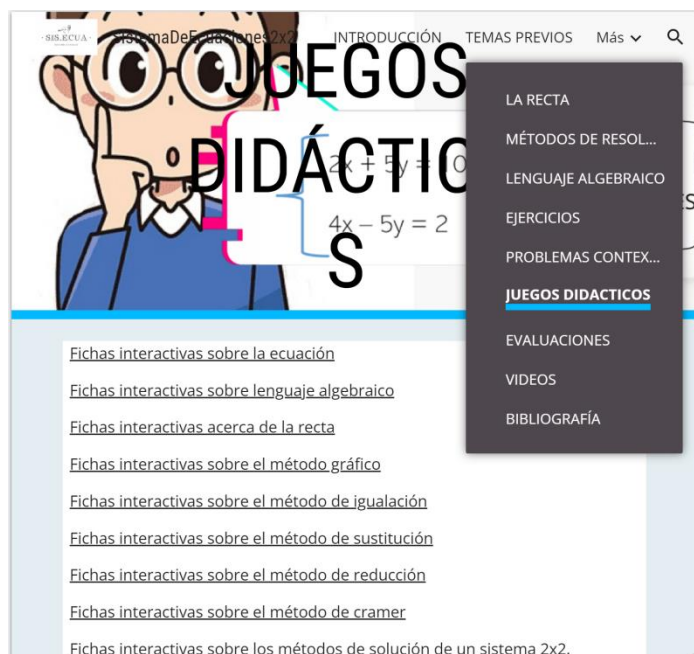 SIS.ECUA
SistemaDeEcuaciones2x2
INTRODUCCIÓN
TEMAS PREVIOS
Más
JUEGOS
DIDÁCTIC
S
2x + 5y = 10
4x – 5y = 2
ES
LA RECTA
MÉTODOS DE RESOL...
LENGUAJE ALGEBRAICO
EJERCICIOS
PROBLEMAS CONTEX...
JUEGOS DIDACTICOS
EVALUACIONES
VIDEOS
BIBLIOGRAFÍA
Fichas interactivas sobre la ecuación
Fichas interactivas sobre lenguaje algebraico
Fichas interactivas acerca de la recta
Fichas interactivas sobre el método gráfico
Fichas interactivas sobre el método de igualación
Fichas interactivas sobre el método de sustitución
Fichas interactivas sobre el método de reducción
Fichas interactivas sobre el método de cramer
Fichas interactivas sobre los métodos de solución de un sistema 2x2.